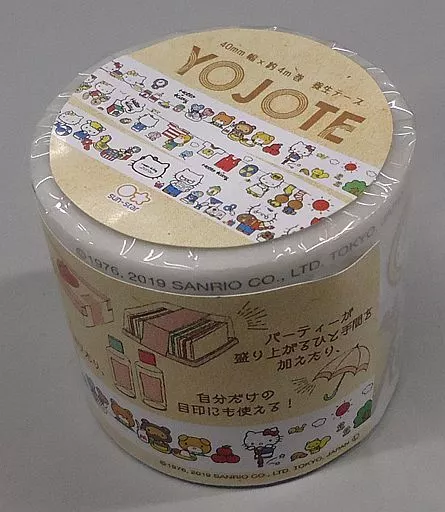 40mm 幅×約4m 巻 養生テープ
YOJOTE
sun-star
©1976, 2019 SANRIO CO., LTD. TOKYO,
パーティーが
盛り上がるひと手間を
加えたり、
自分だけの
目印にも使える!
©1976, 2019 SANRIO CO., LTD. TOKYO, JAPAN